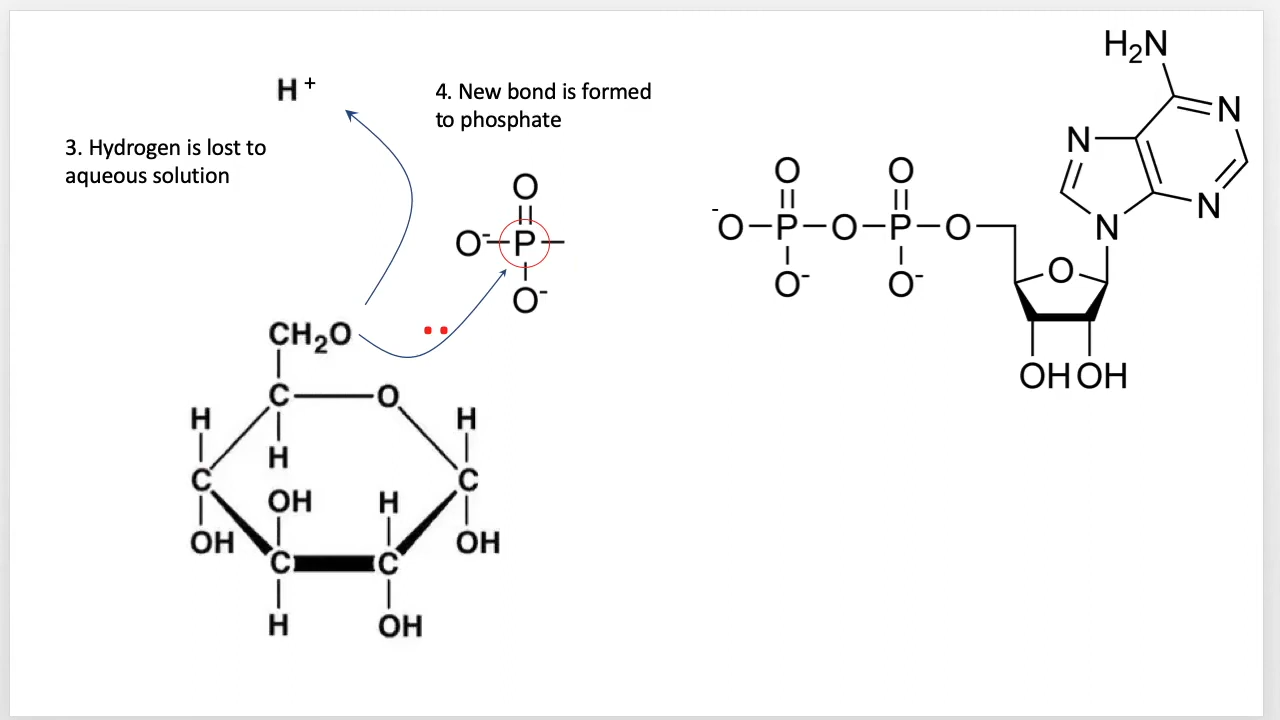 H +
4. New bond is formed
to phosphate
3. Hydrogen is lost to
aqueous solution
O
O- P
O-
CH2O
C O
H H
H
C C
OH H
OH OH
C C
H OH
H2N
N N
N
N
O O
-O P O P O
O- O-
O
OH OH